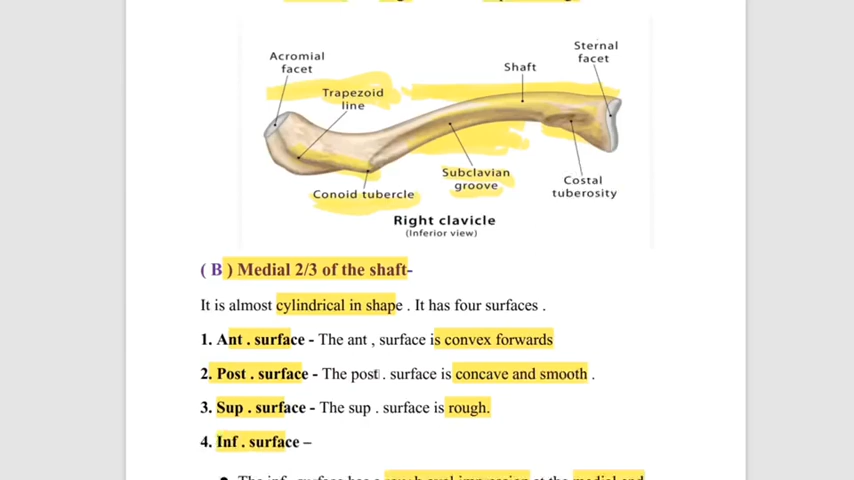 Sternal
facet
Acromial
facet
Shaft
Trapezoid
line
Subclavian
groove
Costal
tuberosity
Conoid tubercle
Right clavicle
(Inferior view)
( B ) Medial 2/3 of the shaft-
It is almost cylindrical in shape . It has four surfaces .
1. Ant . surface - The ant , surface is convex forwards
2. Post . surface - The post . surface is concave and smooth .
3. Sup . surface - The sup . surface is rough.
4. Inf . surface –